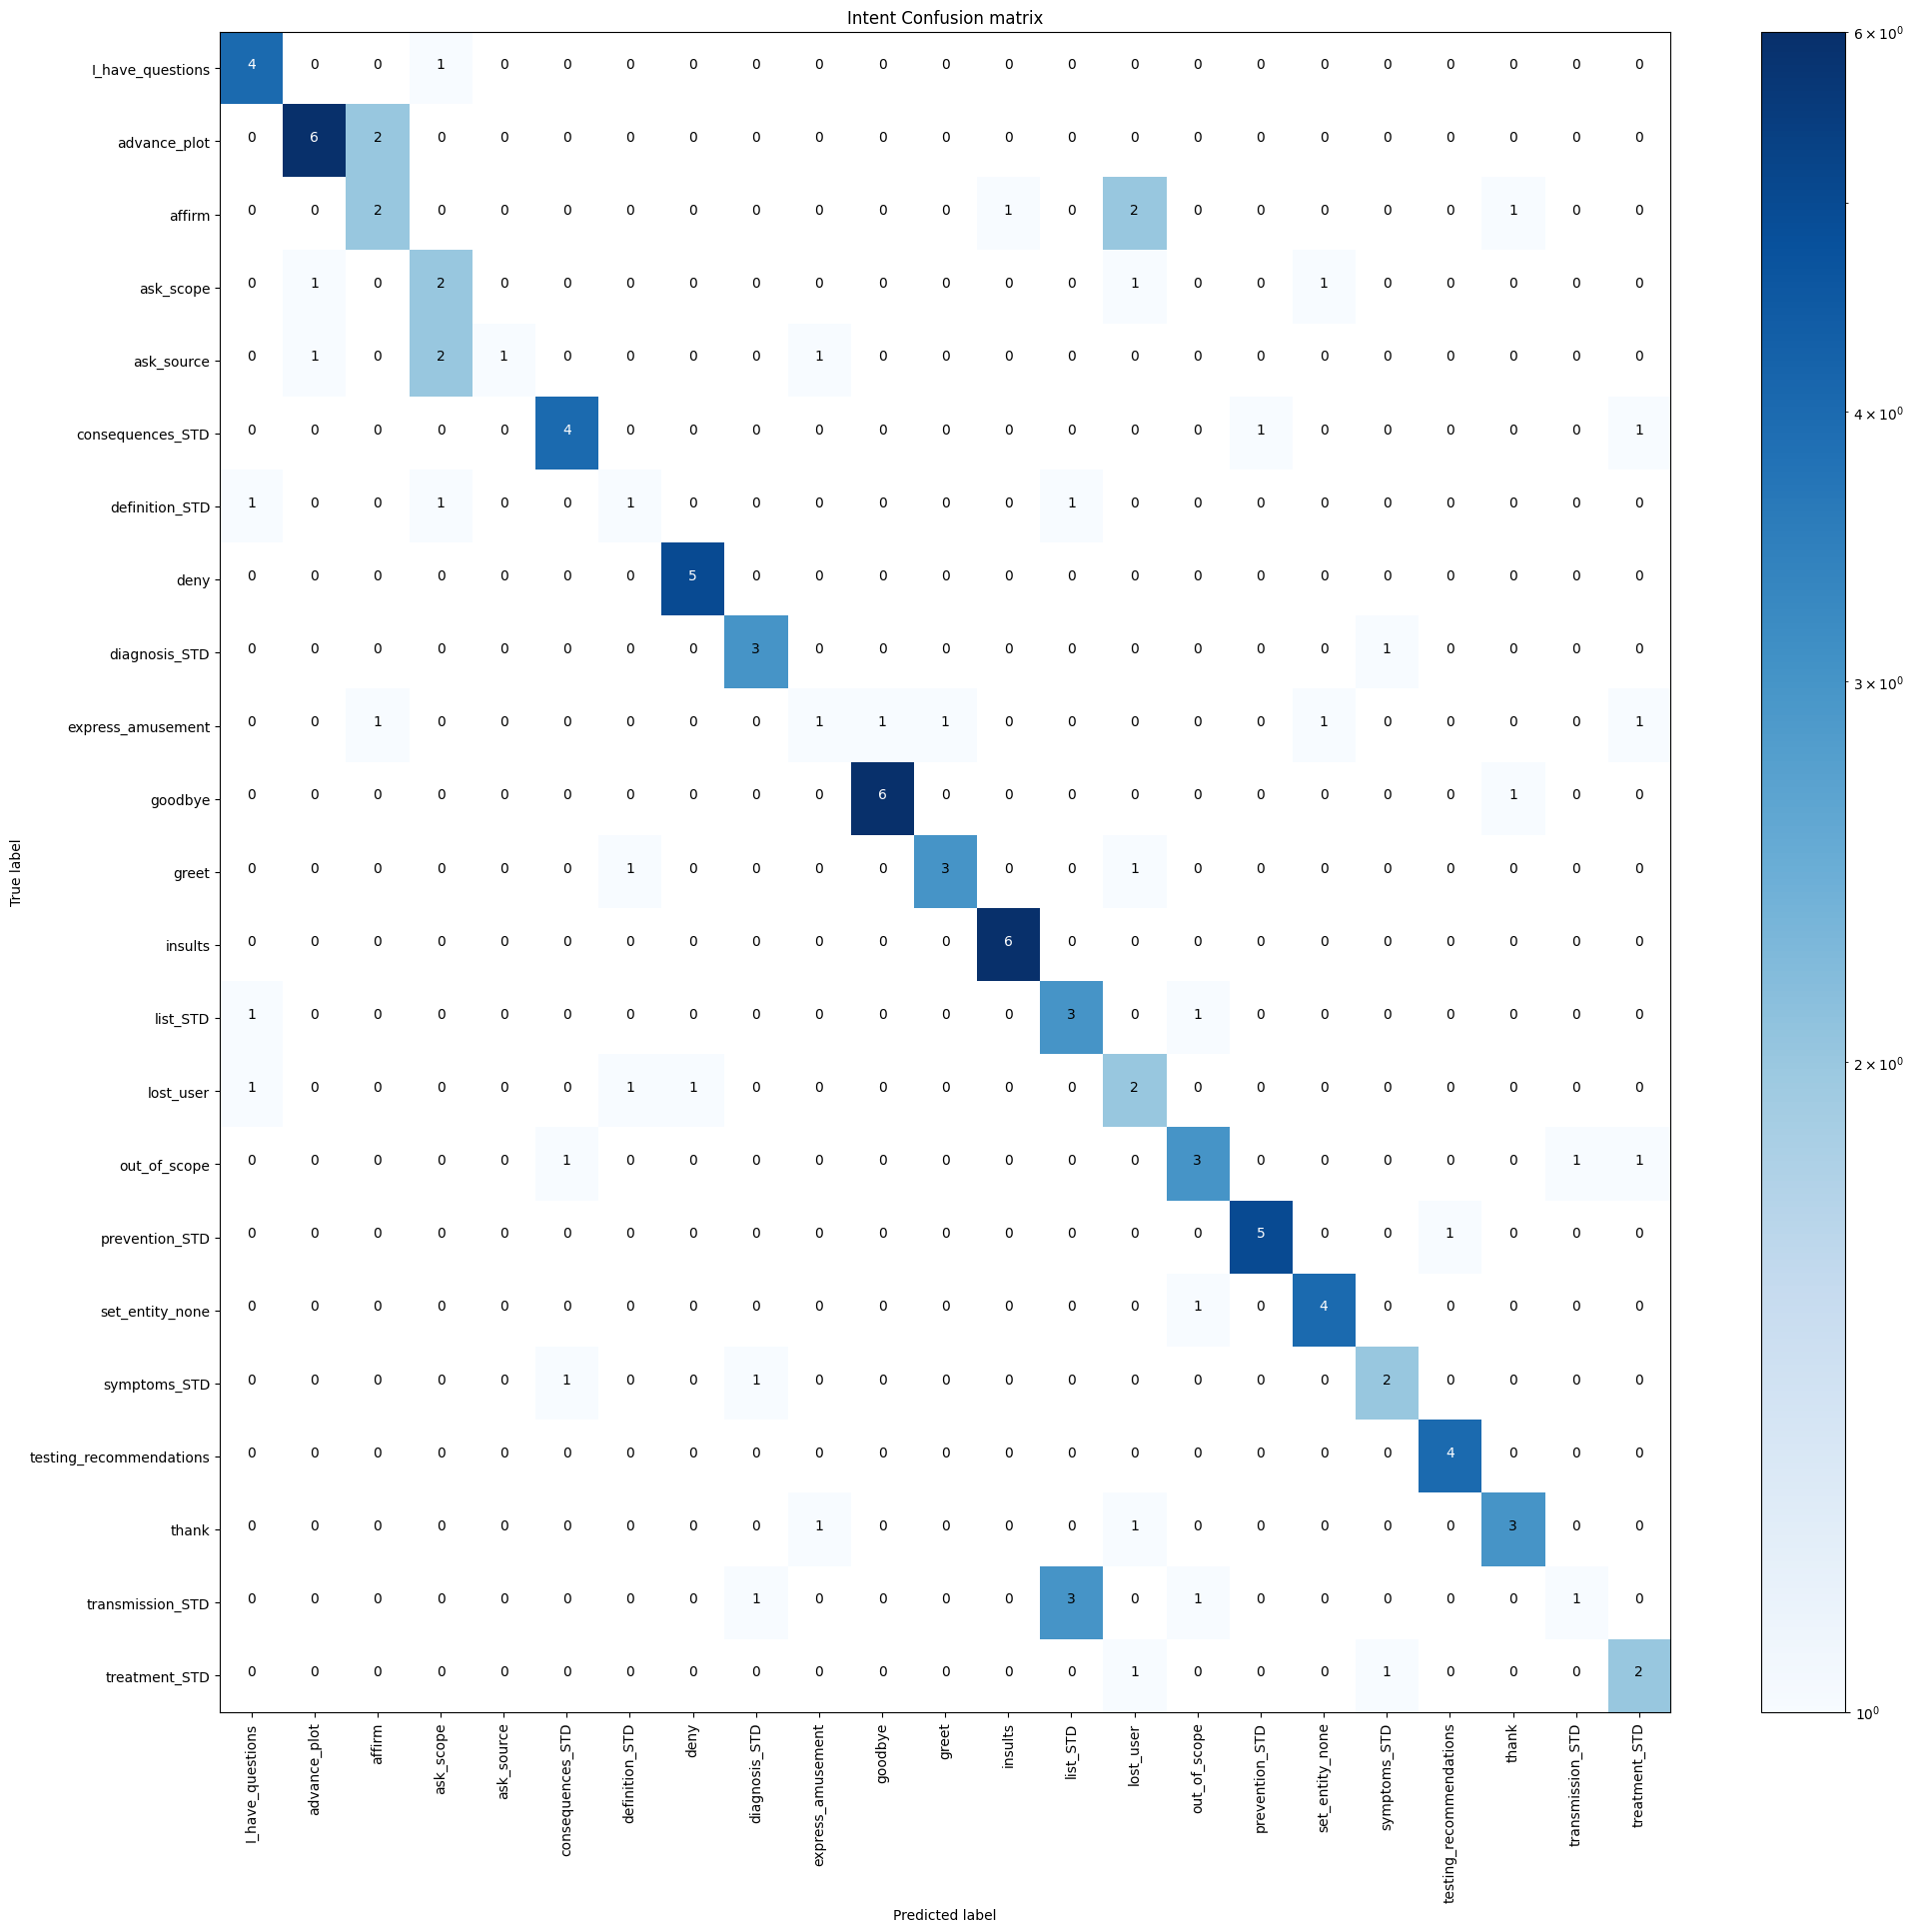 Intent Confusion matrix
I_have_questions 4 0 0 1 0 0 0 0 0 0 0 0 0 0 0 0 0 0 0 0 0 0 0
advance_plot 0 6 2 0 0 0 0 0 0 0 0 0 0 0 0 0 0 0 0 0 0 0 0
affirm 0 0 2 0 0 0 0 0 0 0 0 0 1 0 2 0 0 0 0 0 1 0 0
ask_scope 0 1 0 2 0 0 0 0 0 0 0 0 0 0 1 0 0 1 0 0 0 0 0
ask_source 0 1 0 2 1 0 0 0 0 1 0 0 0 0 0 0 0 0 0 0 0 0 0
consequences_STD 0 0 0 0 0 4 0 0 0 0 0 0 0 0 0 0 1 0 0 0 0 0 1
definition_STD 1 0 0 1 0 0 1 0 0 0 0 0 0 1 0 0 0 0 0 0 0 0 0
deny 0 0 0 0 0 0 0 5 0 0 0 0 0 0 0 0 0 0 0 0 0 0 0
diagnosis_STD 0 0 0 0 0 0 0 0 3 0 0 0 0 0 0 0 0 0 1 0 0 0 0
express_amusement 0 0 1 0 0 0 0 0 0 1 1 1 0 0 0 0 0 1 0 0 0 0 1
goodbye 0 0 0 0 0 0 0 0 0 0 6 0 0 0 0 0 0 0 0 0 1 0 0
greet 0 0 0 0 0 0 1 0 0 0 0 3 0 0 1 0 0 0 0 0 0 0 0
insults 0 0 0 0 0 0 0 0 0 0 0 0 6 0 0 0 0 0 0 0 0 0 0
list_STD 1 0 0 0 0 0 0 0 0 0 0 0 0 3 0 1 0 0 0 0 0 0 0
lost_user 1 0 0 0 0 0 1 1 0 0 0 0 0 0 2 0 0 0 0 0 0 0 0
out_of_scope 0 0 0 0 0 1 0 0 0 0 0 0 0 0 0 3 0 0 0 0 0 1 1
prevention_STD 0 0 0 0 0 0 0 0 0 0 0 0 0 0 0 0 5 0 0 1 0 0 0
set_entity_none 0 0 0 0 0 0 0 0 0 0 0 0 0 0 0 1 0 4 0 0 0 0 0
symptoms_STD 0 0 0 0 0 1 0 0 1 0 0 0 0 0 0 0 0 0 2 0 0 0 0
testing_recommendations 0 0 0 0 0 0 0 0 0 0 0 0 0 0 0 0 0 0 0 4 0 0 0
thank 0 0 0 0 0 0 0 0 0 1 0 0 0 0 1 0 0 0 0 0 3 0 0
transmission_STD 0 0 0 0 0 0 0 0 1 0 0 0 0 3 0 1 0 0 0 0 0 1 0
treatment_STD 0 0 0 0 0 0 0 0 0 0 0 0 0 0 1 0 0 0 1 0 0 0 2
True label
I_have_questions
advance_plot
affirm
ask_scope
ask_source
consequences_STD
definition_STD
deny
diagnosis_STD
express_amusement
goodbye
greet
insults
list_STD
lost_user
out_of_scope
prevention_STD
set_entity_none
symptoms_STD
testing_recommendations
thank
transmission_STD
treatment_STD
Predicted label
6 × 10⁰
4 × 10⁰
3 × 10⁰
2 × 10⁰
10⁰